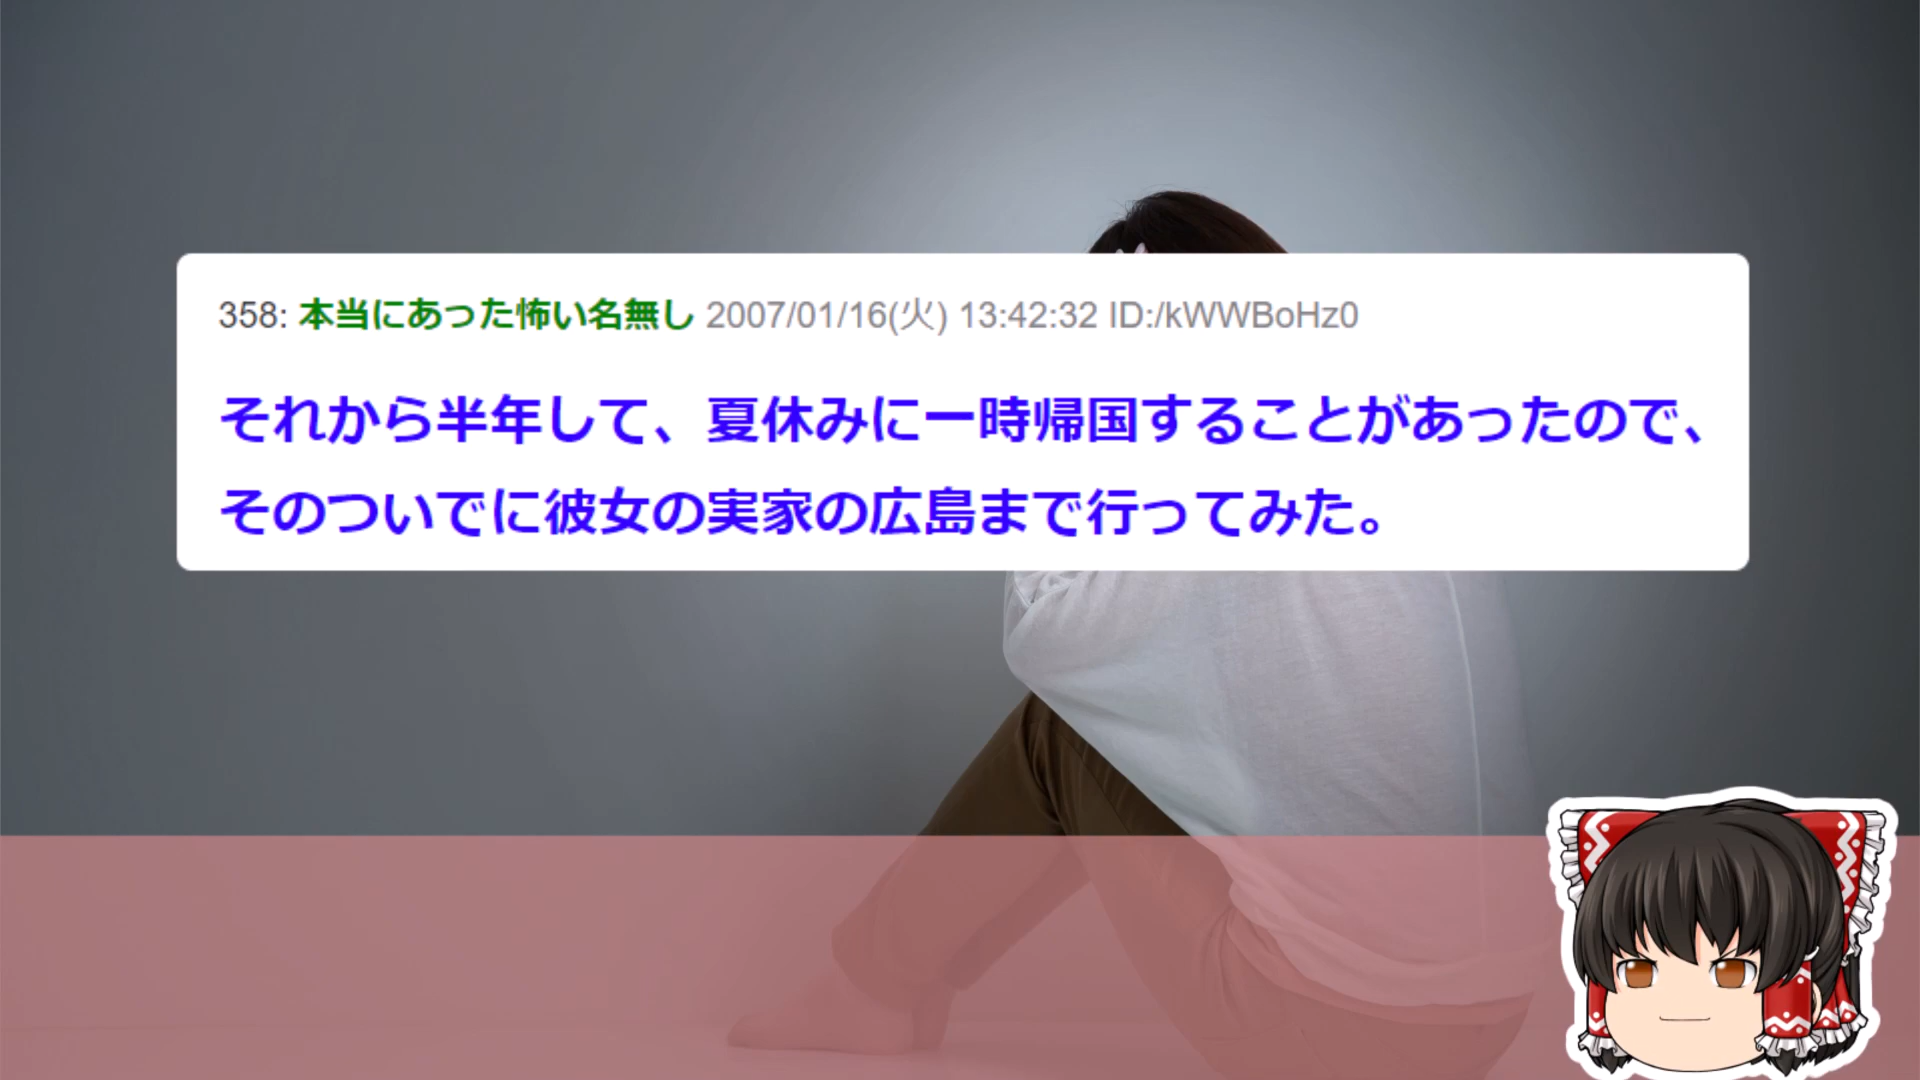 358: 本当にあった怖い名無し 2007/01/16(火) 13:42:32 ID:/kWWBoHz0
それから半年して、夏休みに一時帰国することがあったので、
そのついでに彼女の実家の広島まで行ってみた。